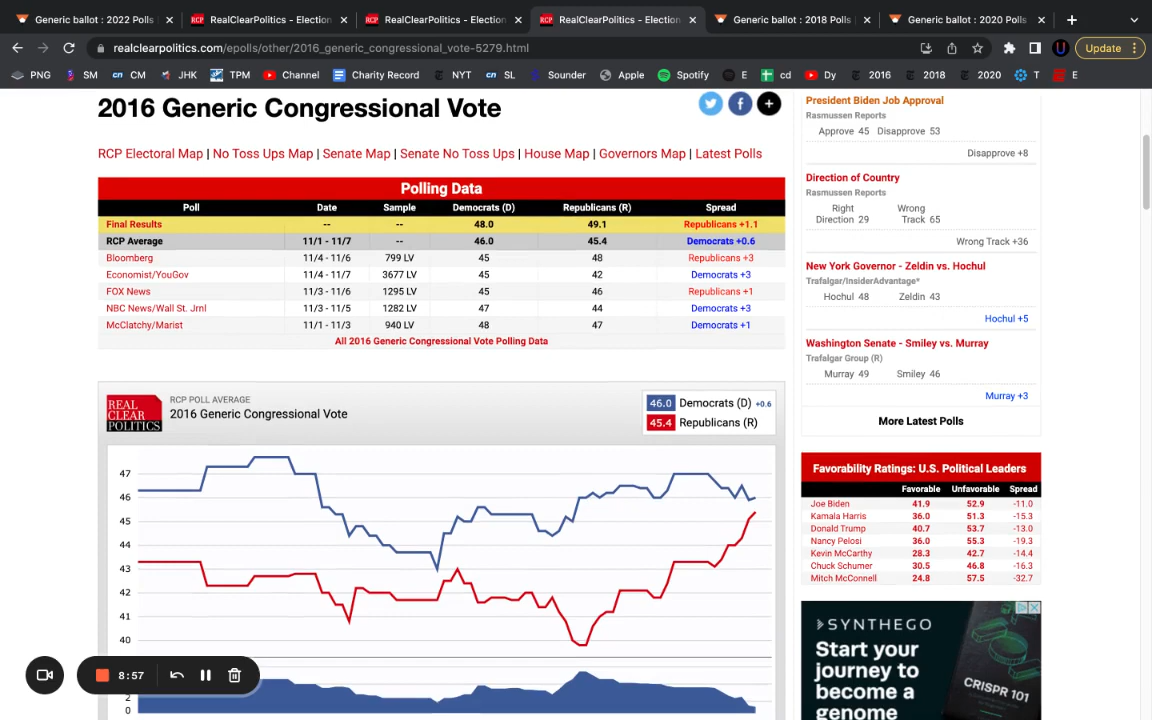 Generic ballot : 2022 Polls
RealClearPolitics - Election
RealClearPolitics - Election
RealClearPolitics - Election
Generic ballot : 2018 Polls
Generic ballot : 2020 Polls
realclearpolitics.com/epolls/other/2016_generic_congressional_vote-5279.html
Update
PNG SM CM JHK TPM Channel Charity Record NYT SL Sounder Apple Spotify E cd Dy 2016 2018 2020 T E
2016 Generic Congressional Vote
RCP Electoral Map | No Toss Ups Map | Senate Map | Senate No Toss Ups | House Map | Governors Map | Latest Polls
Polling Data
Poll Date Sample Democrats (D) Republicans (R) Spread
Final Results -- -- 48.0 49.1 Republicans +1.1
RCP Average 11/1 - 11/7 -- 46.0 45.4 Democrats +0.6
Bloomberg 11/4 - 11/6 799 LV 45 48 Republicans +3
Economist/YouGov 11/4 - 11/7 3677 LV 45 42 Democrats +3
FOX News 11/3 - 11/6 1295 LV 45 46 Republicans +1
NBC News/Wall St. Jrnl 11/3 - 11/5 1282 LV 47 44 Democrats +3
McClatchy/Marist 11/1 - 11/3 940 LV 48 47 Democrats +1
All 2016 Generic Congressional Vote Polling Data
REAL
CLEAR
POLITICS
RCP POLL AVERAGE
2016 Generic Congressional Vote
46.0 Democrats (D) +0.6
45.4 Republicans (R)
47
46
45
44
43
42
41
40
2
0
8:57
President Biden Job Approval
Rasmussen Reports
Approve 45 Disapprove 53
Disapprove +8
Direction of Country
Rasmussen Reports
Right Wrong
Direction 29 Track 65
Wrong Track +36
New York Governor - Zeldin vs. Hochul
Trafalgar/InsiderAdvantage*
Hochul 48 Zeldin 43
Hochul +5
Washington Senate - Smiley vs. Murray
Trafalgar Group (R)
Murray 49 Smiley 46
Murray +3
More Latest Polls
Favorability Ratings: U.S. Political Leaders
Favorable Unfavorable Spread
Joe Biden 41.9 52.9 -11.0
Kamala Harris 36.0 51.3 -15.3
Donald Trump 40.7 53.7 -13.0
Nancy Pelosi 36.0 55.3 -19.3
Kevin McCarthy 28.3 42.7 -14.4
Chuck Schumer 30.5 46.8 -16.3
Mitch McConnell 24.8 57.5 -32.7
SYNTHEGO
Start your
journey to
become a
genome
CRISPR 101